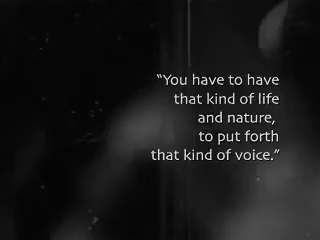 “You have to have
that kind of life
and nature,
to put forth
that kind of voice.”